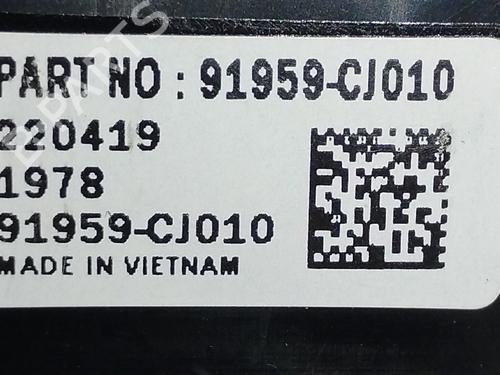 PART NO : 91959-CJ010
220419
1978
91959-CJ010
MADE IN VIETNAM